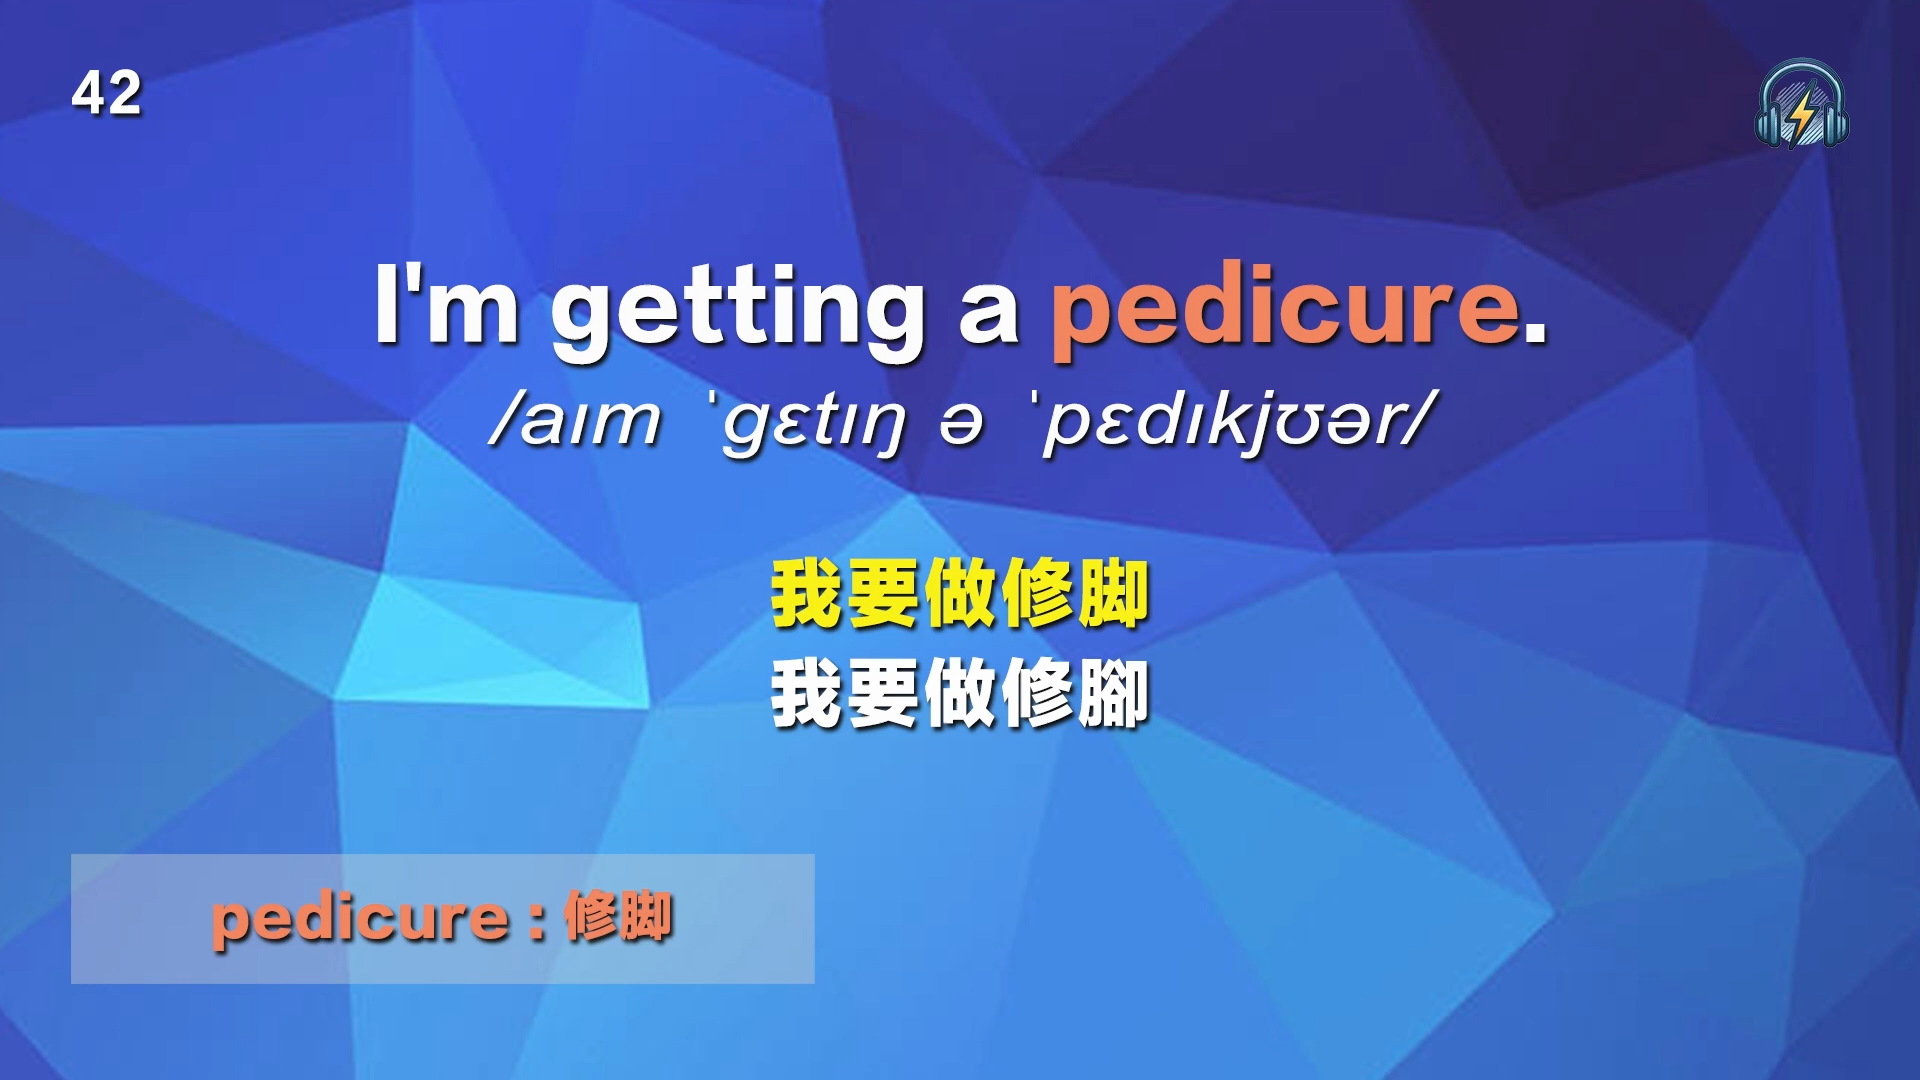 42
I'm getting a pedicure.
/aɪm ˈɡɛtɪŋ ə ˈpɛdɪkjʊər/
我要做修脚
我要做修腳
pedicure : 修脚